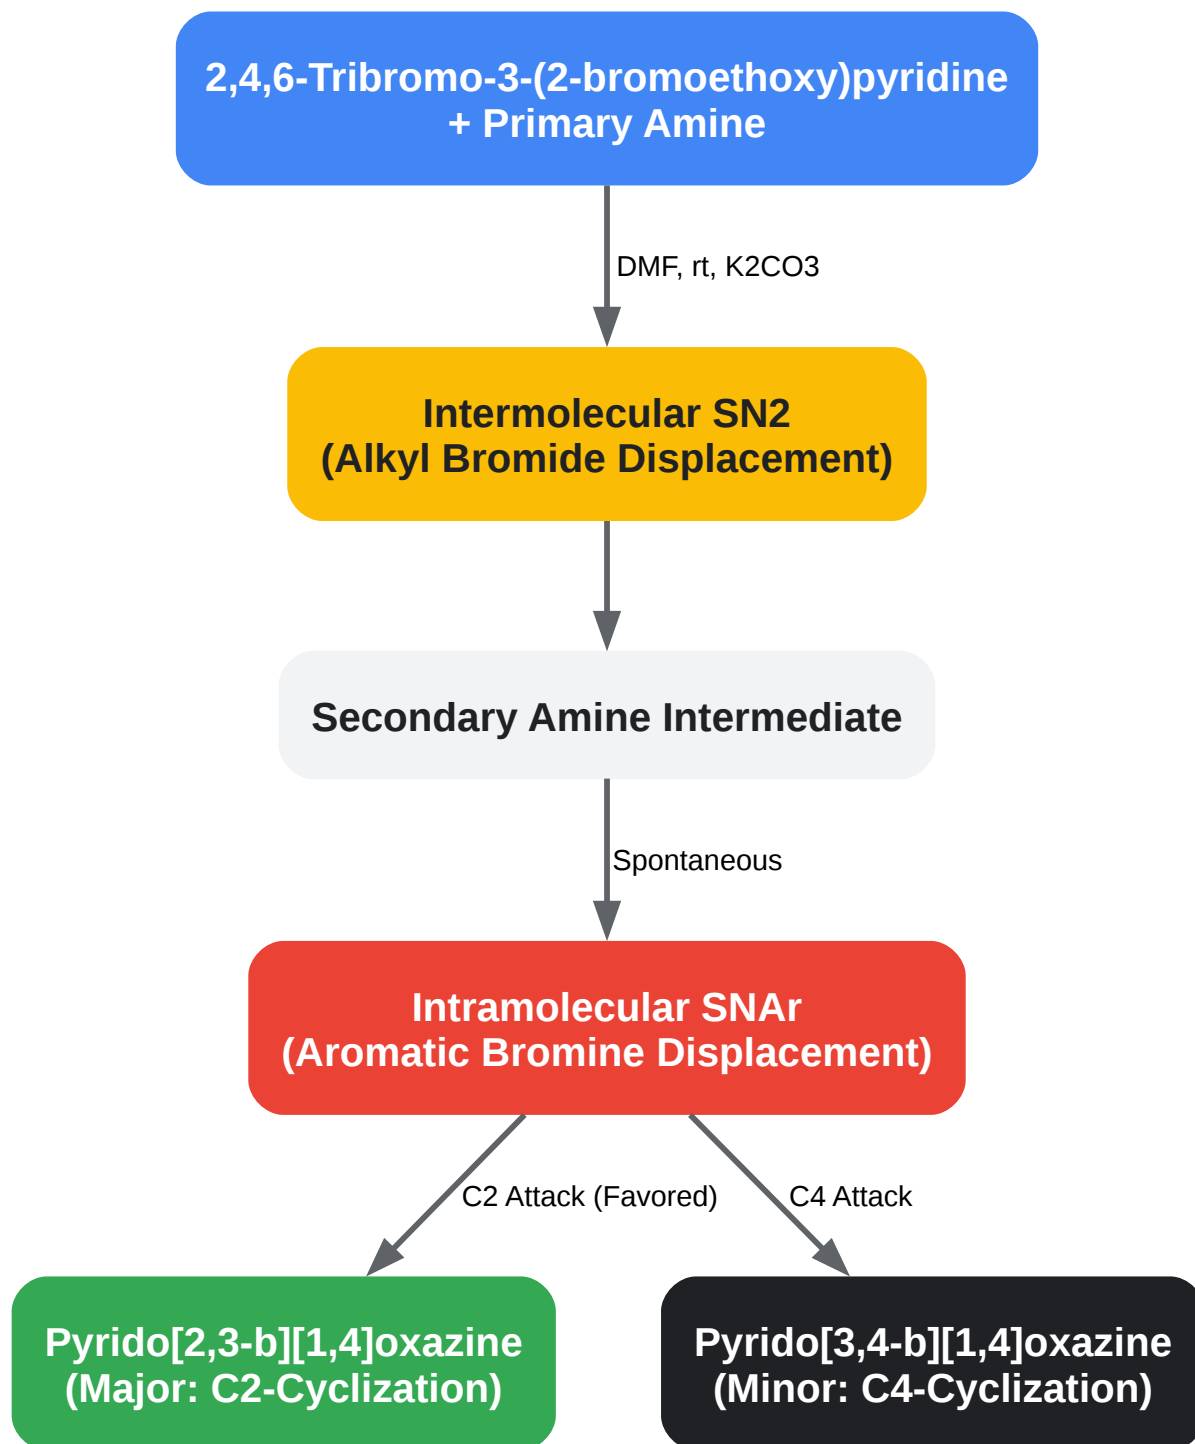 2,4,6-Tribromo-3-(2-bromoethoxy)pyridine
+ Primary Amine
DMF, rt, K2CO3
Intermolecular SN2
(Alkyl Bromide Displacement)
Secondary Amine Intermediate
Spontaneous
Intramolecular SNAr
(Aromatic Bromine Displacement)
C2 Attack (Favored)
C4 Attack
Pyrido[2,3-b][1,4]oxazine
(Major: C2-Cyclization)
Pyrido[3,4-b][1,4]oxazine
(Minor: C4-Cyclization)